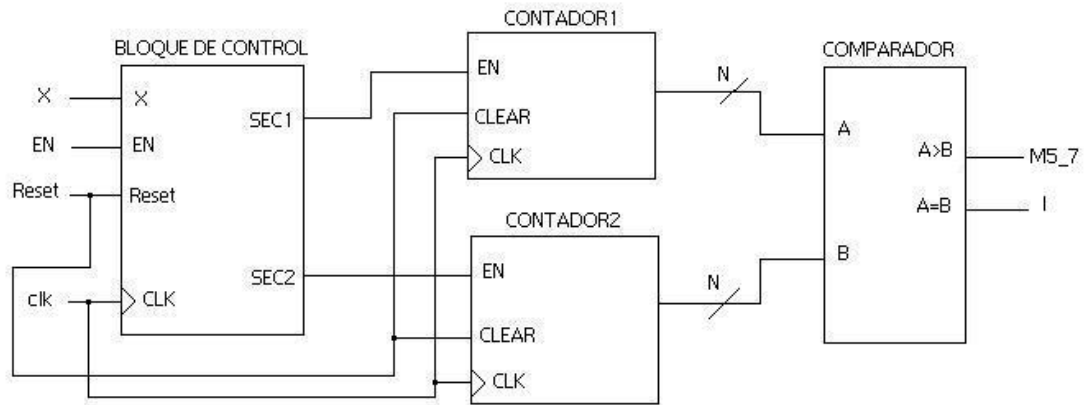 BLOQUE DE CONTROL
X
EN
Reset
clk
X
EN
Reset
CLK
SEC1
SEC2
CONTADOR1
EN
CLEAR
CLK
N
CONTADOR2
EN
CLEAR
CLK
N
COMPARADOR
A
B
A>B
A=B
M5_7
I